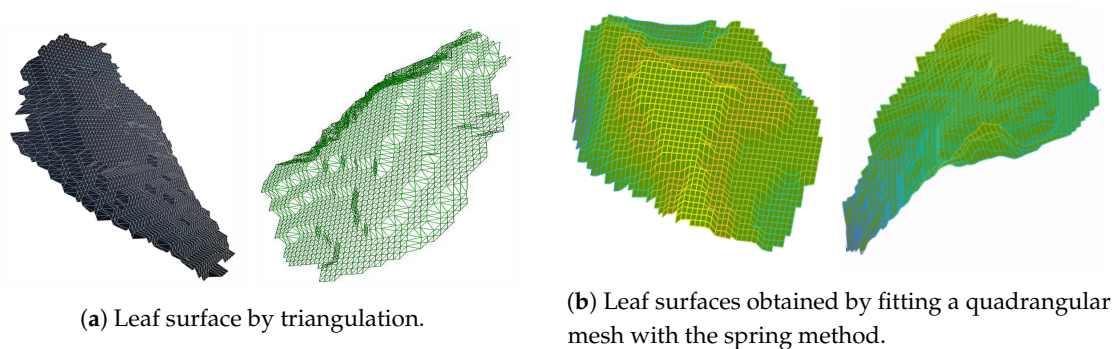 (a) Leaf surface by triangulation.
(b) Leaf surfaces obtained by fitting a quadrangular
mesh with the spring method.